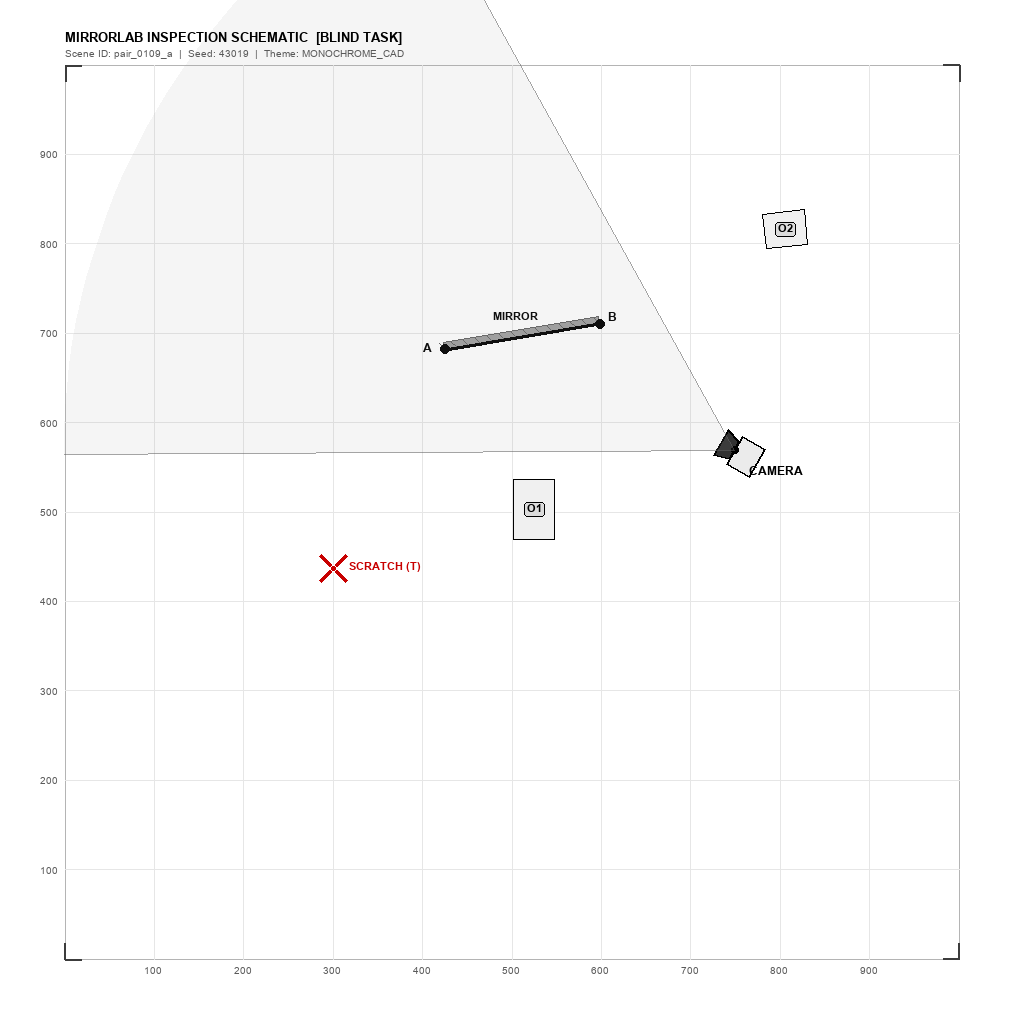 MIRRORLAB INSPECTION SCHEMATIC [BLIND TASK]
Scene ID: pair_0109_a | Seed: 43019 | Theme: MONOCHROME_CAD
900
800
O2
MIRROR
B
700
A
600
CAMERA
500
O1
SCRATCH (T)
400
300
200
100
100 200 300 400 500 600 700 800 900